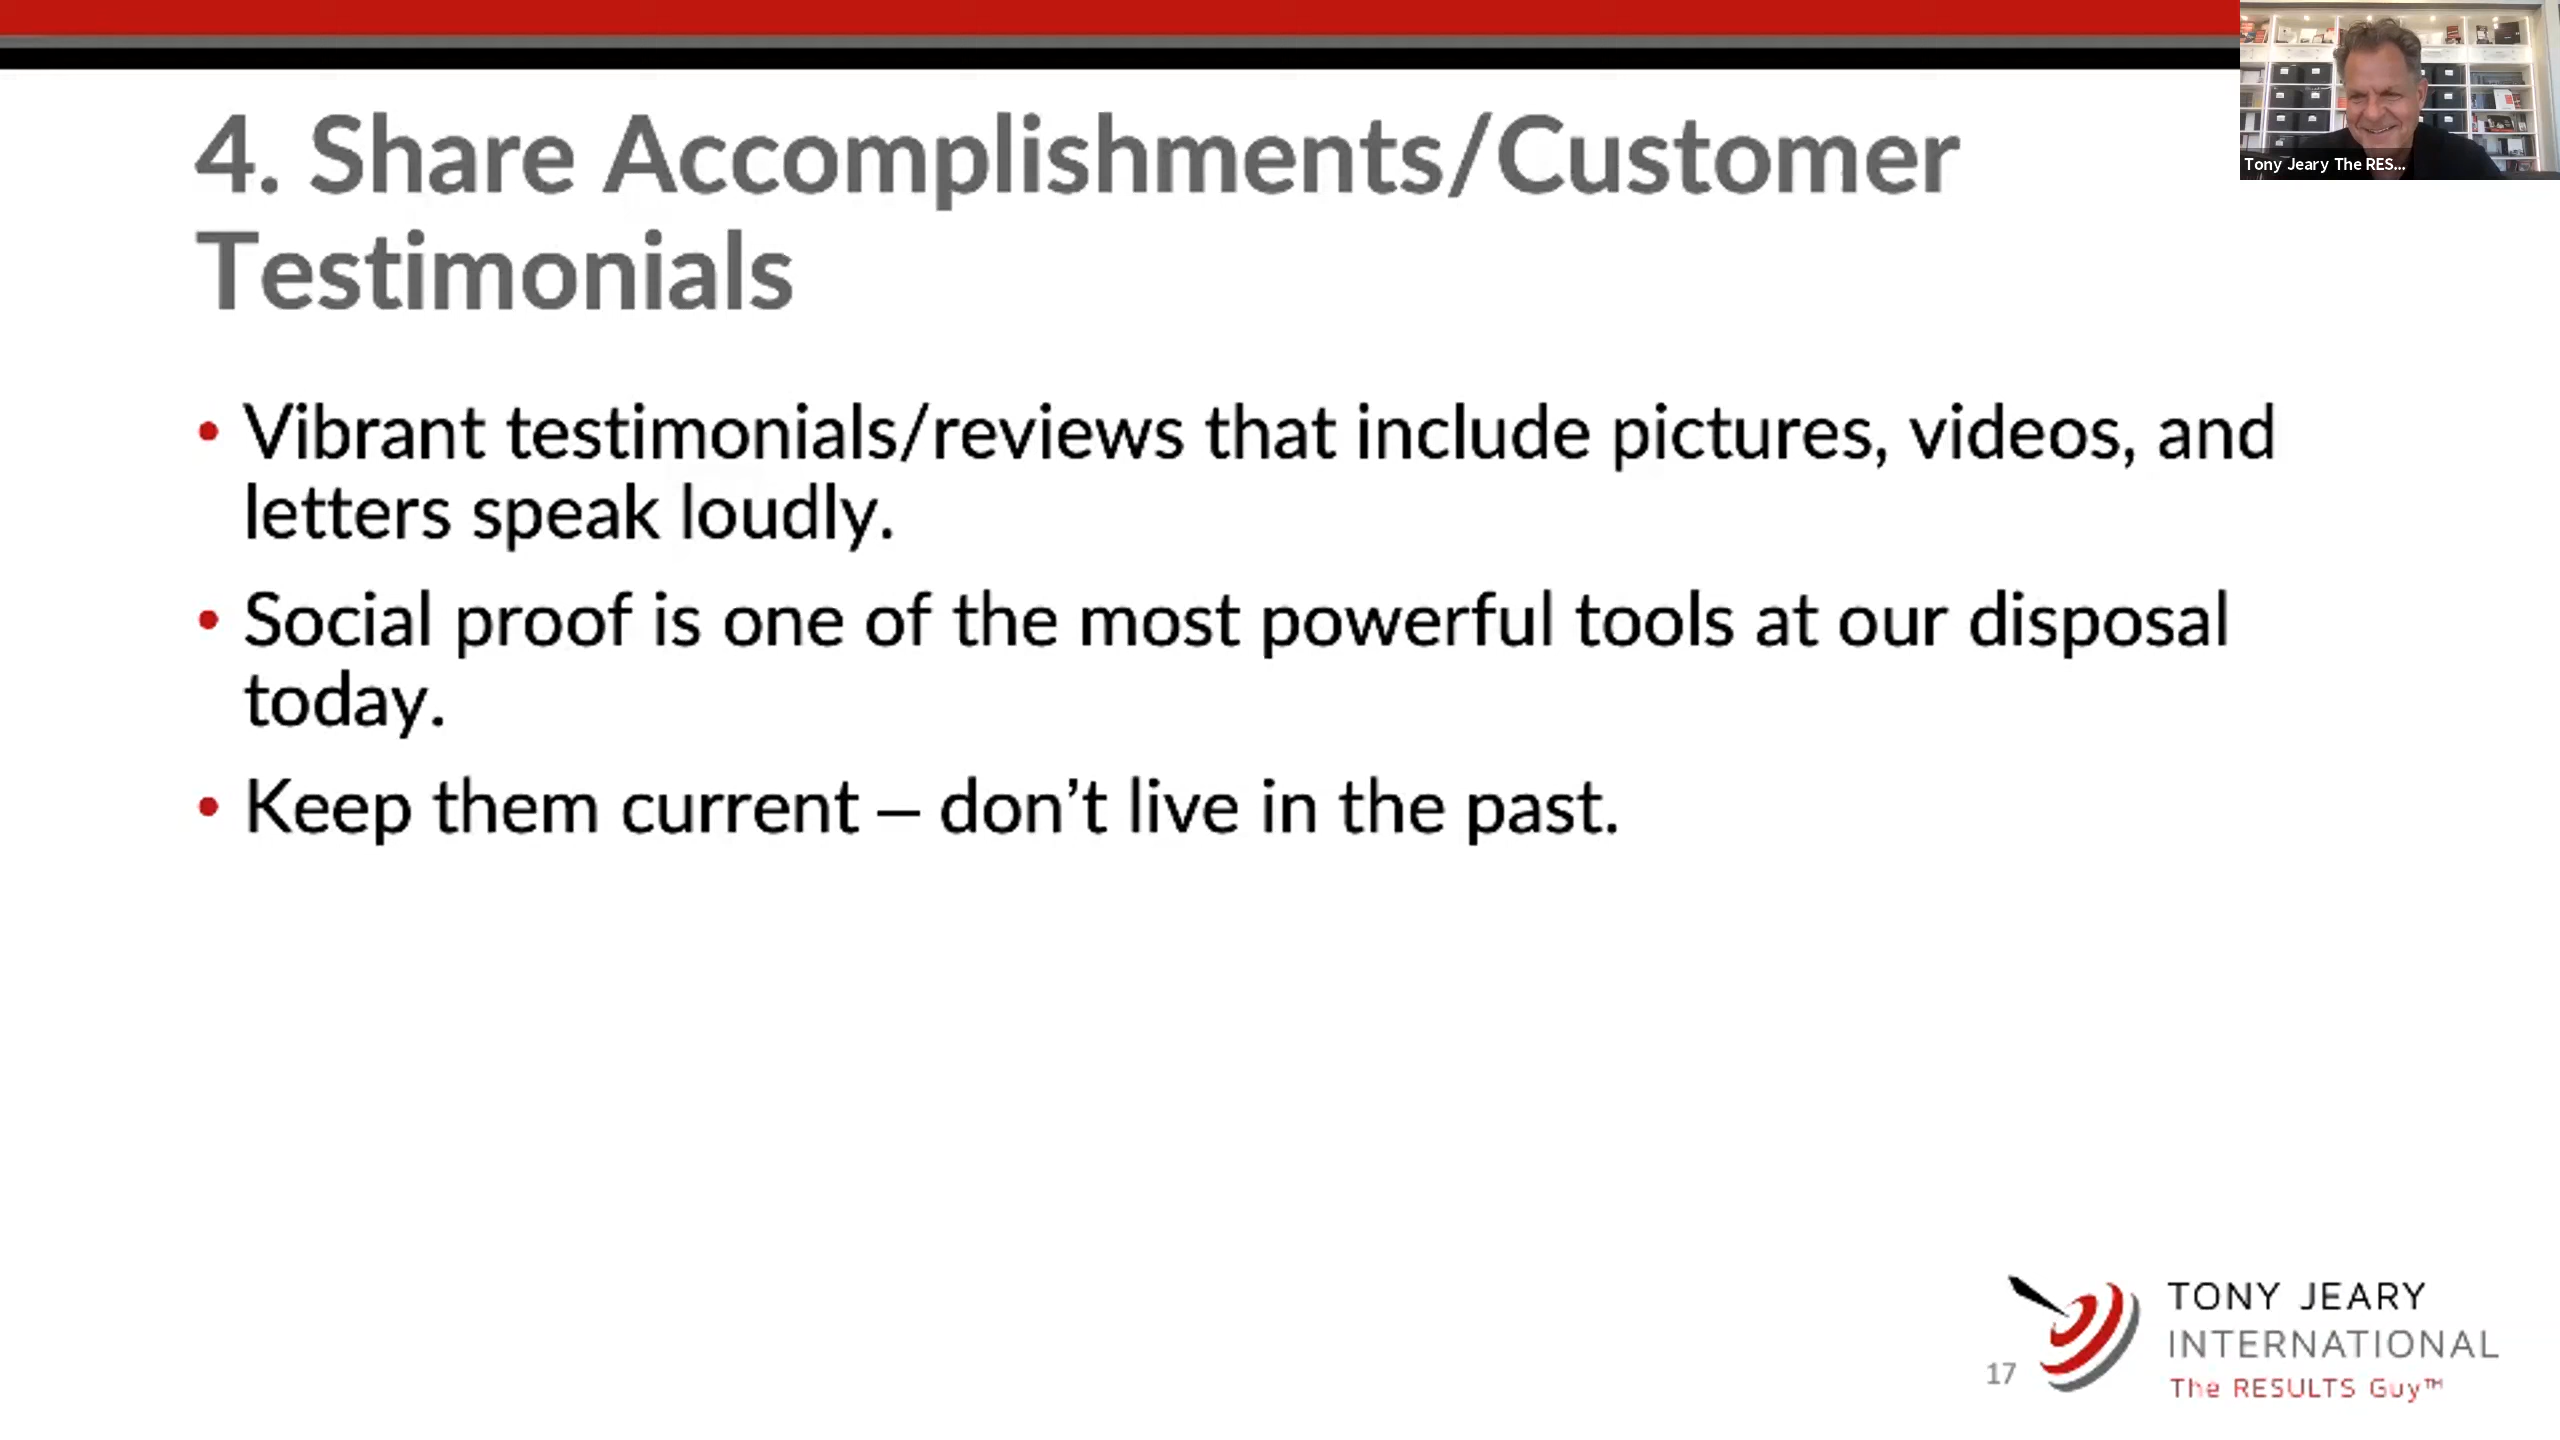 4. Share Accomplishments/Customer
Testimonials
Tony Jeary The RES...
• Vibrant testimonials/reviews that include pictures, videos, and
letters speak loudly.
• Social proof is one of the most powerful tools at our disposal
today.
• Keep them current – don’t live in the past.
17
TONY JEARY
INTERNATIONAL
The RESULTS Guy™